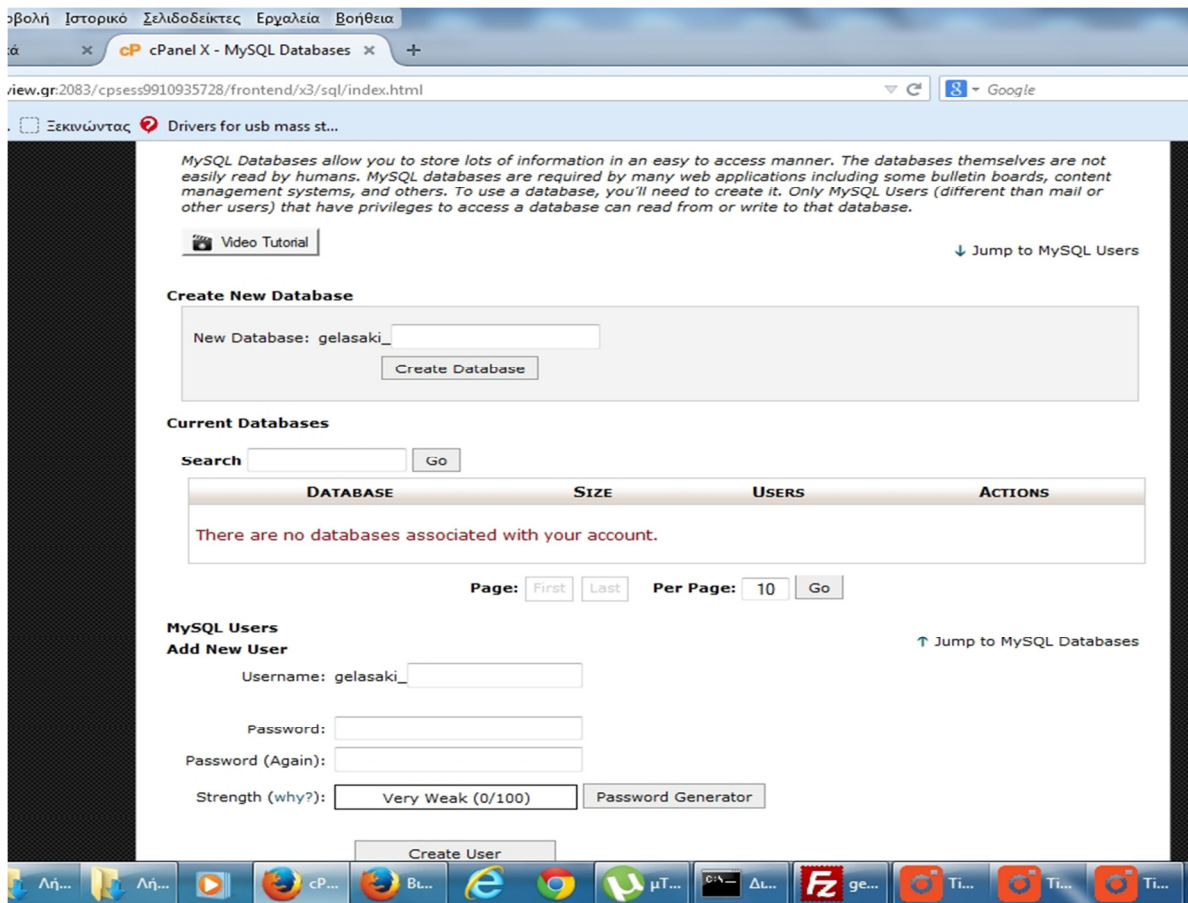 οβολή Ιστορικό Σελιδοδείκτες Εργαλεία Βοήθεια
ιά × cP cPanel X - MySQL Databases × +
view.gr:2083/cpsess9910935728/frontend/x3/sql/index.html Google
Ξεκινώντας Drivers for usb mass st...
MySQL Databases allow you to store lots of information in an easy to access manner. The databases themselves are not
easily read by humans. MySQL databases are required by many web applications including some bulletin boards, content
management systems, and others. To use a database, you'll need to create it. Only MySQL Users (different than mail or
other users) that have privileges to access a database can read from or write to that database.
Video Tutorial
↓ Jump to MySQL Users
Create New Database
New Database: gelasaki_
Create Database
Current Databases
Search Go
DATABASE SIZE USERS ACTIONS
There are no databases associated with your account.
Page: First Last Per Page: 10 Go
MySQL Users
↑ Jump to MySQL Databases
Add New User
Username: gelasaki_
Password:
Password (Again):
Strength (why?): Very Weak (0/100) Password Generator
Create User
Λή... Λή... cP... Βι... μT... Δι... ge... Ti... Ti... Ti...